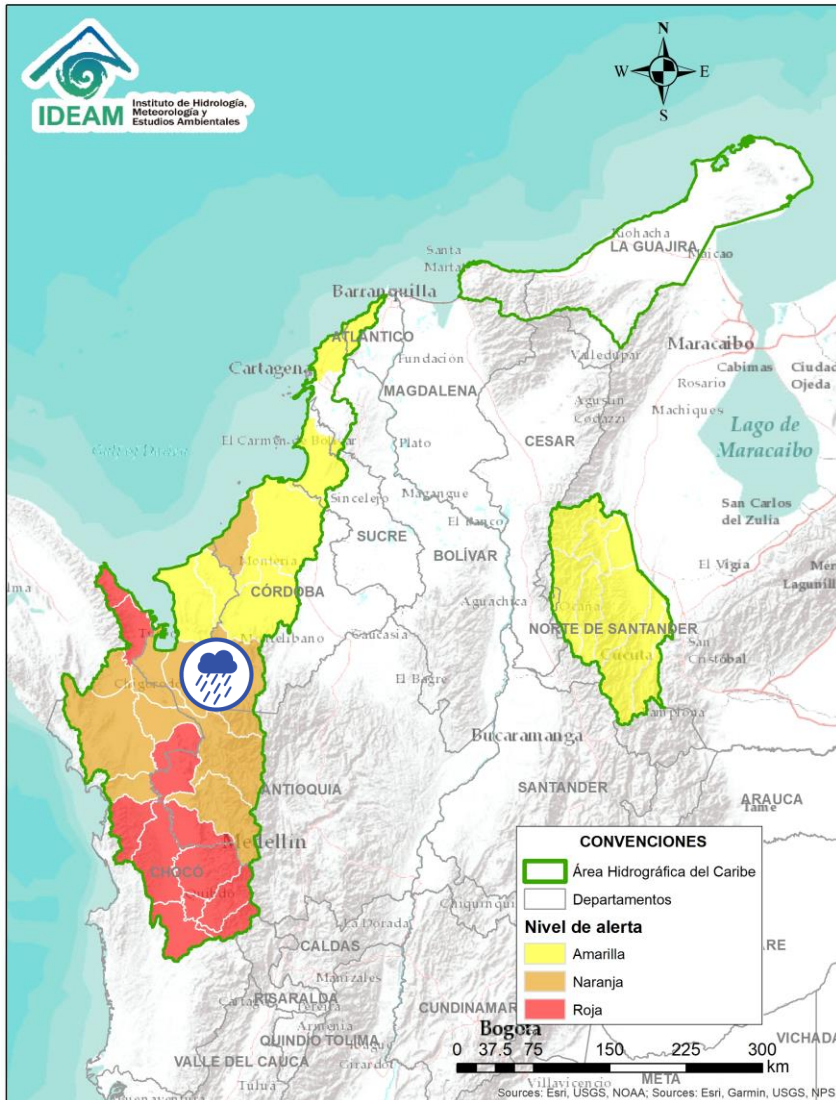 IDEAM
Instituto de Hidrología,
Meteorología y
Estudios Ambientales
N
W
E
S
Riohacha
LA GUAJIRA
Maicao
Santa
Marta
Barranquilla
ATLÁNTICO
Fundación
Valledupar
Maracaibo
Cabimas
Ciudad
Ojeda
Rosario
Cartagena
MAGDALENA
Agustín
Codazzi
Machiques
Lago de
Maracaibo
El Carmen de Bolívar
Plato
CESAR
Sincelejo
Magangue
San Carlos
del Zulia
El Banco
SUCRE
BOLÍVAR
Montería
El Vigía
CÓRDOBA
Aguachica
Ocaña
Montelibano
Caucasia
NORTE DE SANTANDER
San
Cristóbal
Cucuta
El Bagre
Pamplona
Bucaramanga
ANTIOQUIA
SANTANDER
ARAUCA
Tame
Medellín
CHOCÓ
Quibdó
La Dorada
CALDAS
Manizales
RISARALDA
Pereira
Armenia
QUINDÍO
TOLIMA
Girardot
CUNDINAMAR
Bogotá
VALLE DEL CAUCA
Tuluá
Villavicencio
META
VICHADA
CONVENCIONES
Área Hidrográfica del Caribe
Departamentos
Nivel de alerta
Amarilla
Naranja
Roja
0 37.5 75 150 225 300
km
Sources: Esri, USGS, NOAA; Sources: Esri, Garmin, USGS, NPS